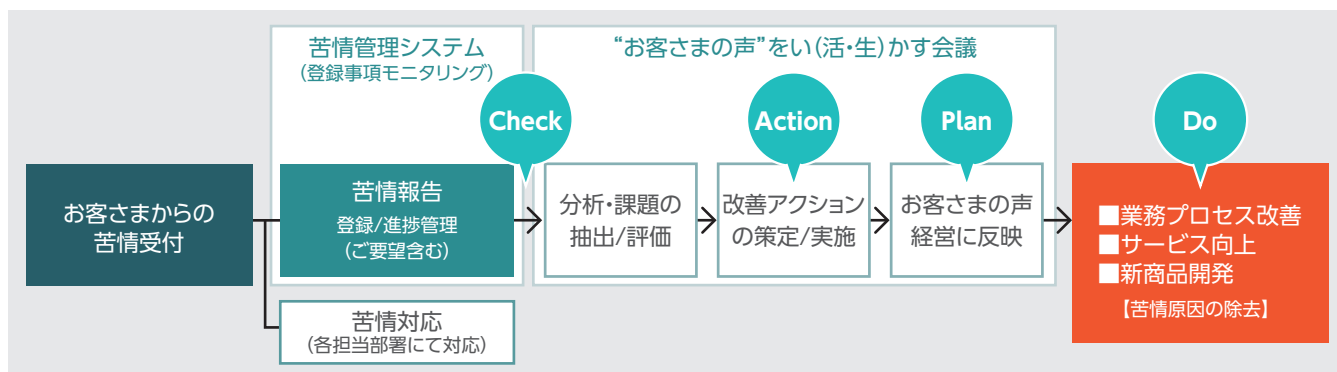 苦情管理システム
(登録事項モニタリング)
“お客さまの声”をい(活・生)かす会議
Check
Action
Plan
Do
お客さまからの
苦情受付
苦情報告
登録/進捗管理
(ご要望含む)
分析・課題の
抽出/評価
改善アクション
の策定/実施
お客さまの声
経営に反映
■業務プロセス改善
■サービス向上
■新商品開発
【苦情原因の除去】
苦情対応
(各担当部署にて対応)